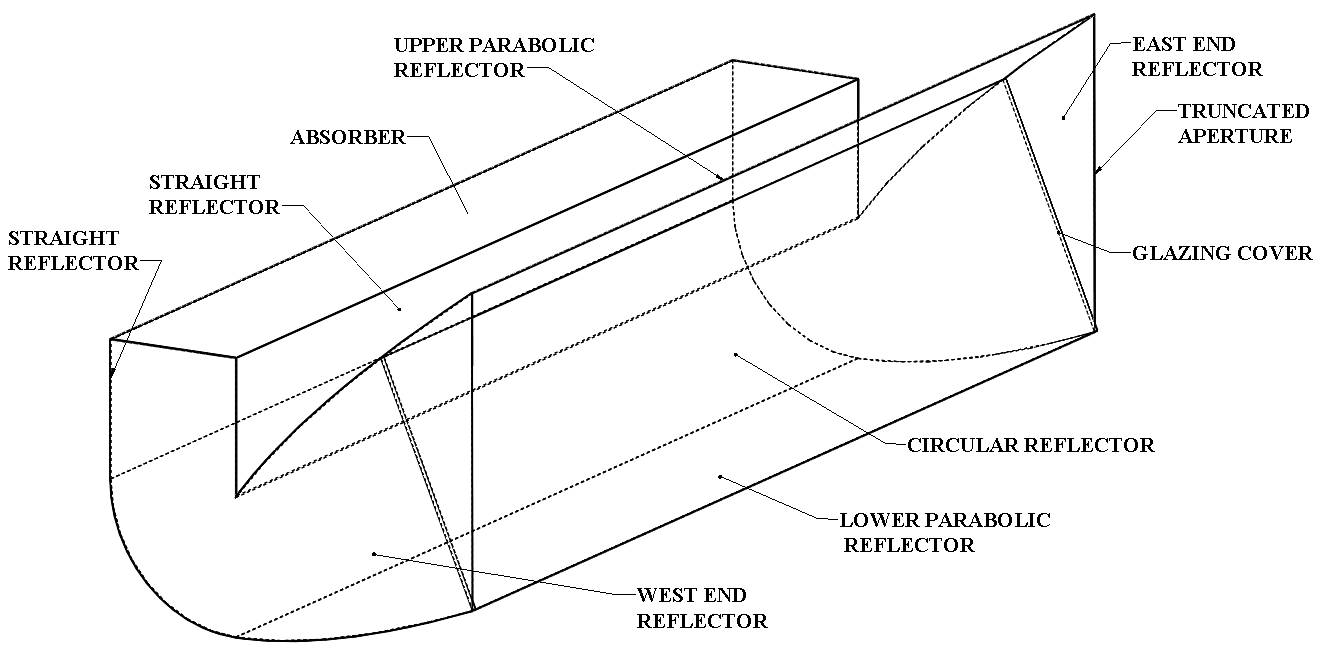 UPPER PARABOLIC
REFLECTOR
EAST END
REFLECTOR
TRUNCATED
APERTURE
ABSORBER
STRAIGHT
REFLECTOR
STRAIGHT
REFLECTOR
GLAZING COVER
CIRCULAR REFLECTOR
LOWER PARABOLIC
REFLECTOR
WEST END
REFLECTOR